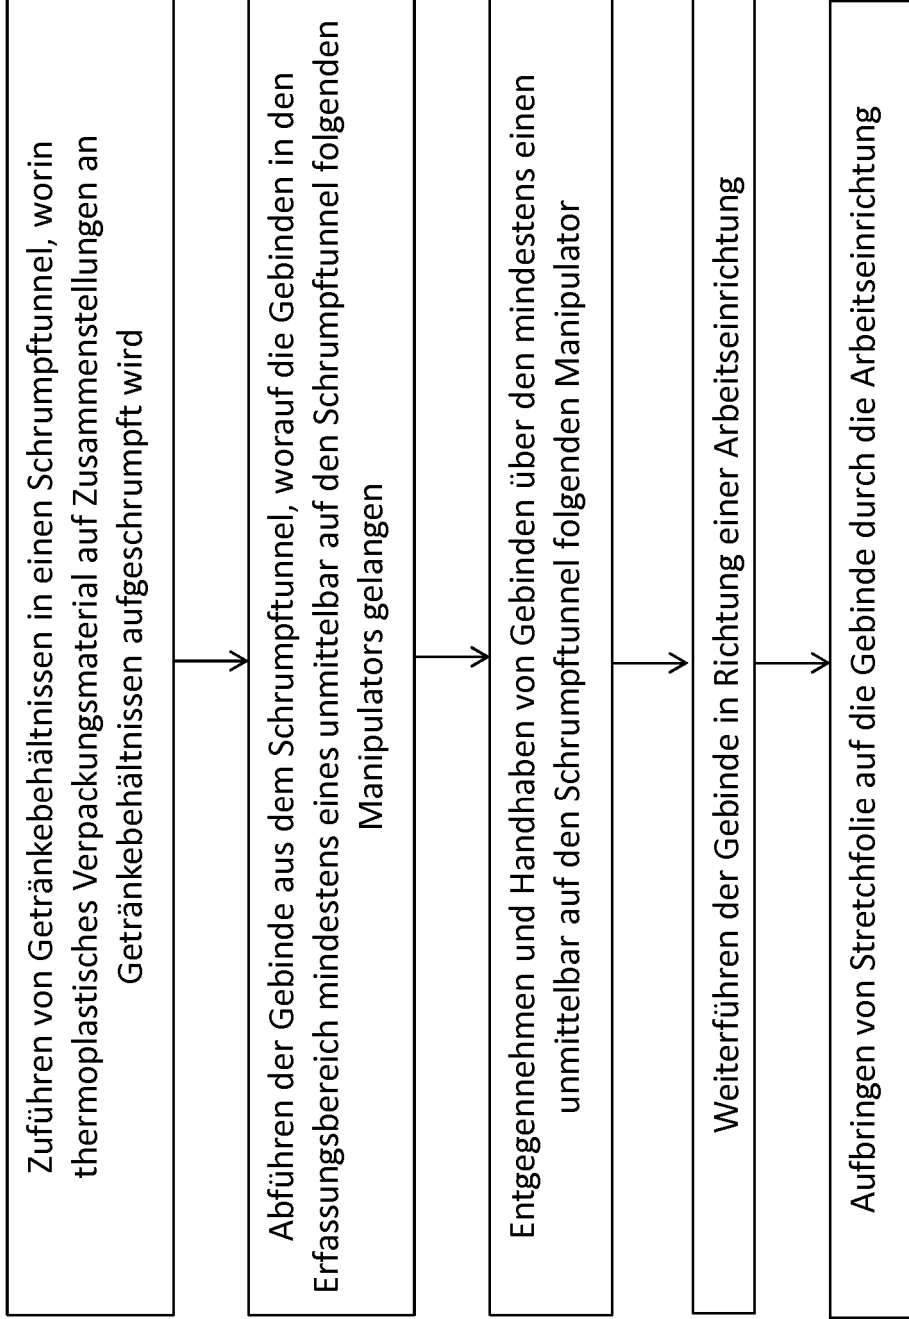 Zuführen von Getränkebehältnissen in einen Schrumpftunnel, worin
thermoplastisches Verpackungsmaterial auf Zusammenstellungen an
Getränkebehältnissen aufgeschrumpft wird
Abführen der Gebinde aus dem Schrumpftunnel, worauf die Gebinden in den
Erfassungsbereich mindestens eines unmittelbar auf den Schrumpftunnel folgenden
Manipulators gelangen
Entgegennehmen und Handhaben von Gebinden über den mindestens einen
unmittelbar auf den Schrumpftunnel folgenden Manipulator
Weiterführen der Gebinde in Richtung einer Arbeitseinrichtung
Aufbringen von Stretchfolie auf die Gebinde durch die Arbeitseinrichtung